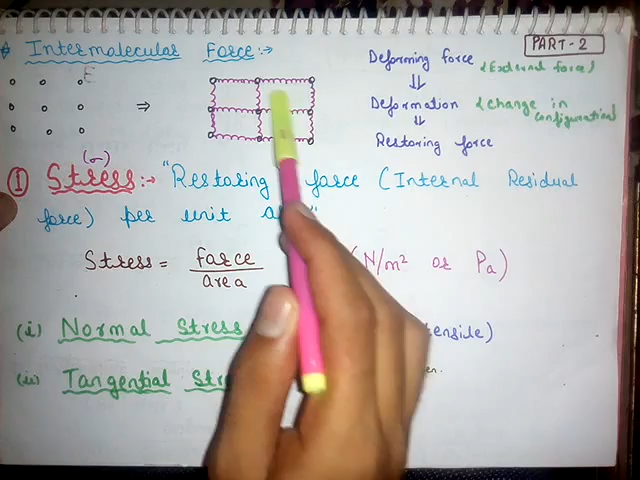 PART-2
* Intermolecular Force :→
E
⇒
Deforming force (External force)
⇓
Deformation (Change in configuration)
↓
Restoring force
(σ)
① Stress :→ "Restoring force (Internal Residual
force) per unit
Stress = force/area (N/m² or Pa)
(i) Normal Stress
(ii) Tangential